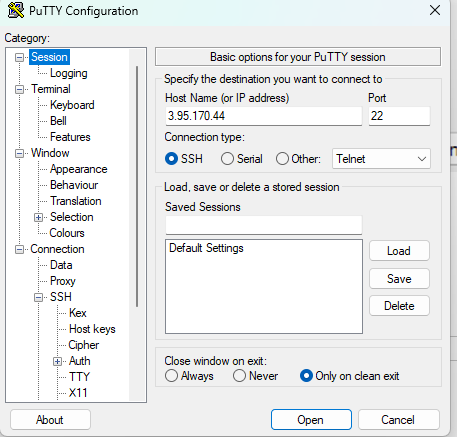 PuTTY Configuration
Category:
Session
Logging
Terminal
Keyboard
Bell
Features
Window
Appearance
Behaviour
Translation
Selection
Colours
Connection
Data
Proxy
SSH
Kex
Host keys
Cipher
Auth
TTY
X11
Basic options for your PuTTY session
Specify the destination you want to connect to
Host Name (or IP address) Port
3.95.170.44 22
Connection type:
SSH Serial Other: Telnet
Load, save or delete a stored session
Saved Sessions
Default Settings
Load
Save
Delete
Close window on exit:
Always Never Only on clean exit
About Open Cancel